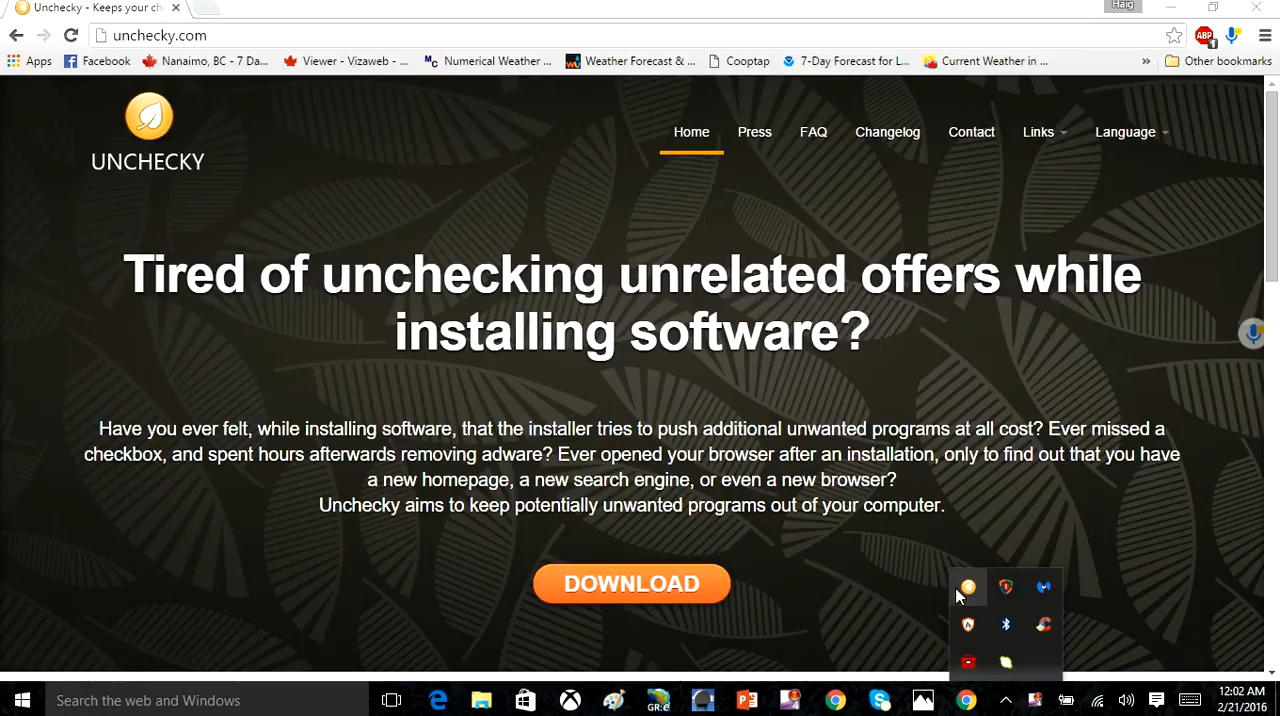 Unchecky - Keeps your ch
Haig
unchecky.com
ABP
1
Apps
Facebook
Nanaimo, BC - 7 Da...
Viewer - Vizaweb - ...
Numerical Weather ...
Weather Forecast & ...
Cooptap
7-Day Forecast for L...
Current Weather in ...
»
Other bookmarks
UNCHECKY
Home
Press
FAQ
Changelog
Contact
Links
Language
Tired of unchecking unrelated offers while
installing software?
Have you ever felt, while installing software, that the installer tries to push additional unwanted programs at all cost? Ever missed a
checkbox, and spent hours afterwards removing adware? Ever opened your browser after an installation, only to find out that you have
a new homepage, a new search engine, or even a new browser?
Unchecky aims to keep potentially unwanted programs out of your computer.
DOWNLOAD
Search the web and Windows
GR:e
12:02 AM
2/21/2016